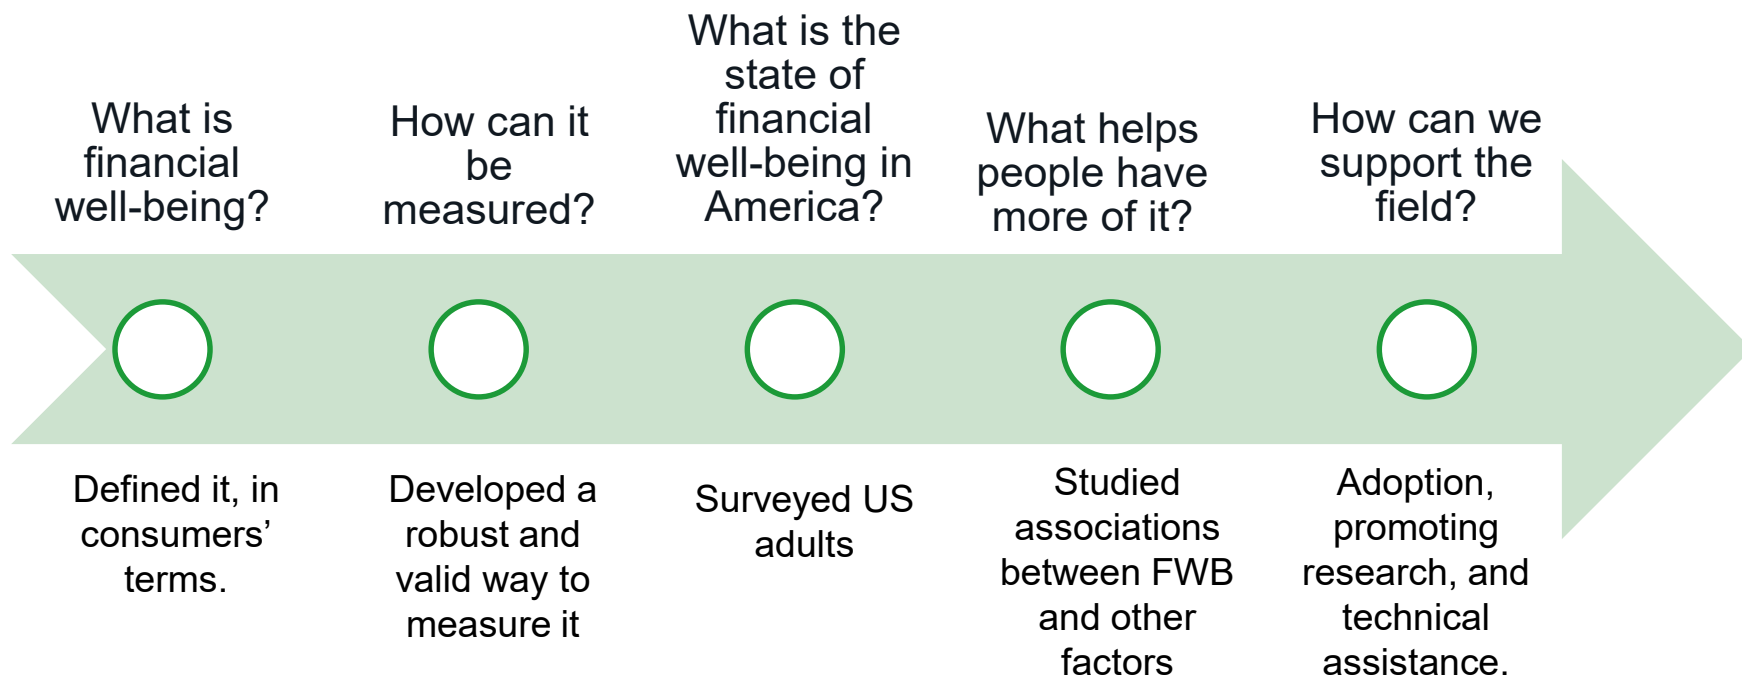 What is
financial
well-being?
How can it
be
measured?
What is the
state of
financial
well-being in
America?
What helps
people have
more of it?
How can we
support the
field?
Defined it, in
consumers’
terms.
Developed a
robust and
valid way to
measure it
Surveyed US
adults
Studied
associations
between FWB
and other
factors
Adoption,
promoting
research, and
technical
assistance.